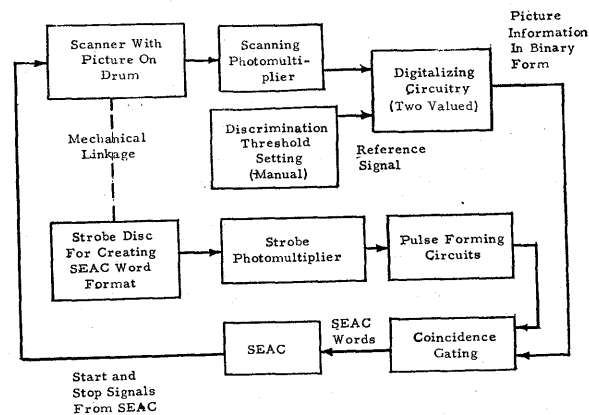 Scanner With
Picture On
Drum
Scanning
Photomulti-
plier
Picture
Information
In Binary
Form
Digitalizing
Circuitry
(Two Valued)
Mechanical
Linkage
Discrimination
Threshold
Setting
(Manual)
Reference
Signal
Strobe Disc
For Creating
SEAC Word
Format
Strobe
Photomultiplier
Pulse Forming
Circuits
SEAC
SEAC
Words
Coincidence
Gating
Start and
Stop Signals
From SEAC